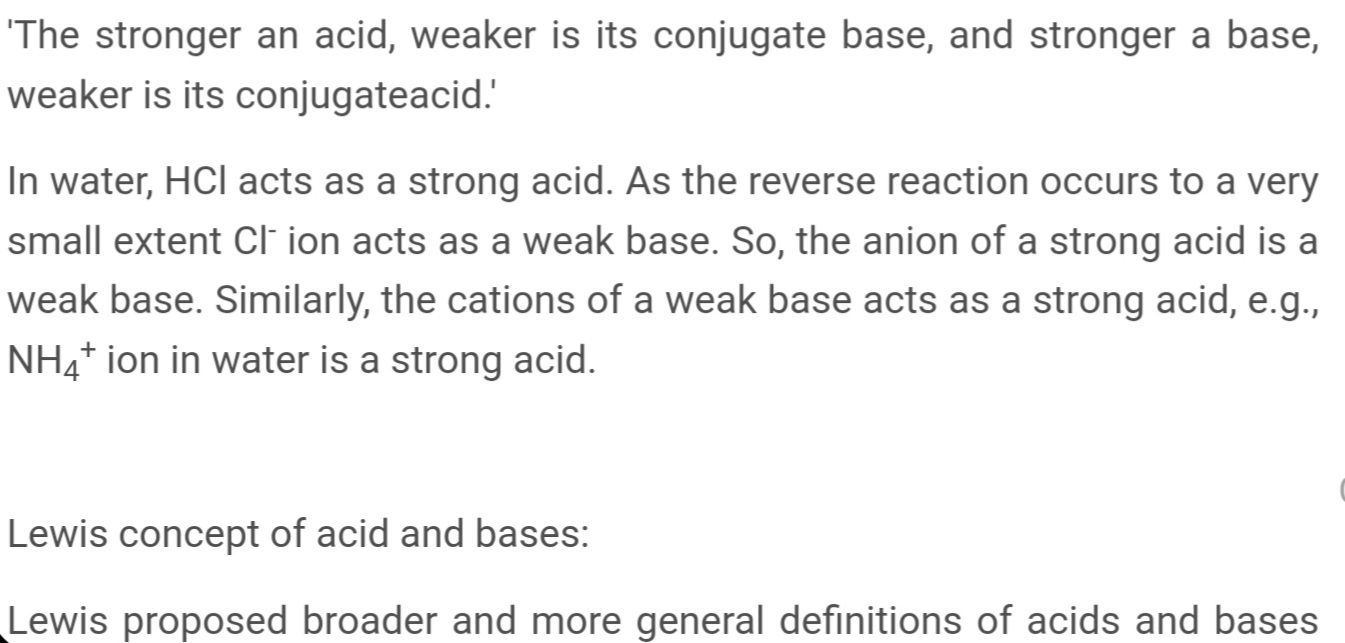 'The stronger an acid, weaker is its conjugate base, and stronger a base,
weaker is its conjugateacid.'
In water, HCl acts as a strong acid. As the reverse reaction occurs to a very
small extent Cl⁻ ion acts as a weak base. So, the anion of a strong acid is a
weak base. Similarly, the cations of a weak base acts as a strong acid, e.g.,
NH₄⁺ ion in water is a strong acid.
Lewis concept of acid and bases:
Lewis proposed broader and more general definitions of acids and bases